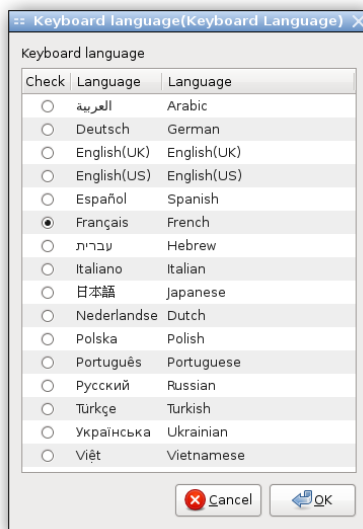 Keyboard language(Keyboard Language)
Keyboard language
Check Language Language
العربية Arabic
Deutsch German
English(UK) English(UK)
English(US) English(US)
Español Spanish
Français French
עברית Hebrew
Italiano Italian
日本語 Japanese
Nederlandse Dutch
Polska Polish
Português Portuguese
Русский Russian
Türkçe Turkish
Українська Ukrainian
Việt Vietnamese
Cancel OK